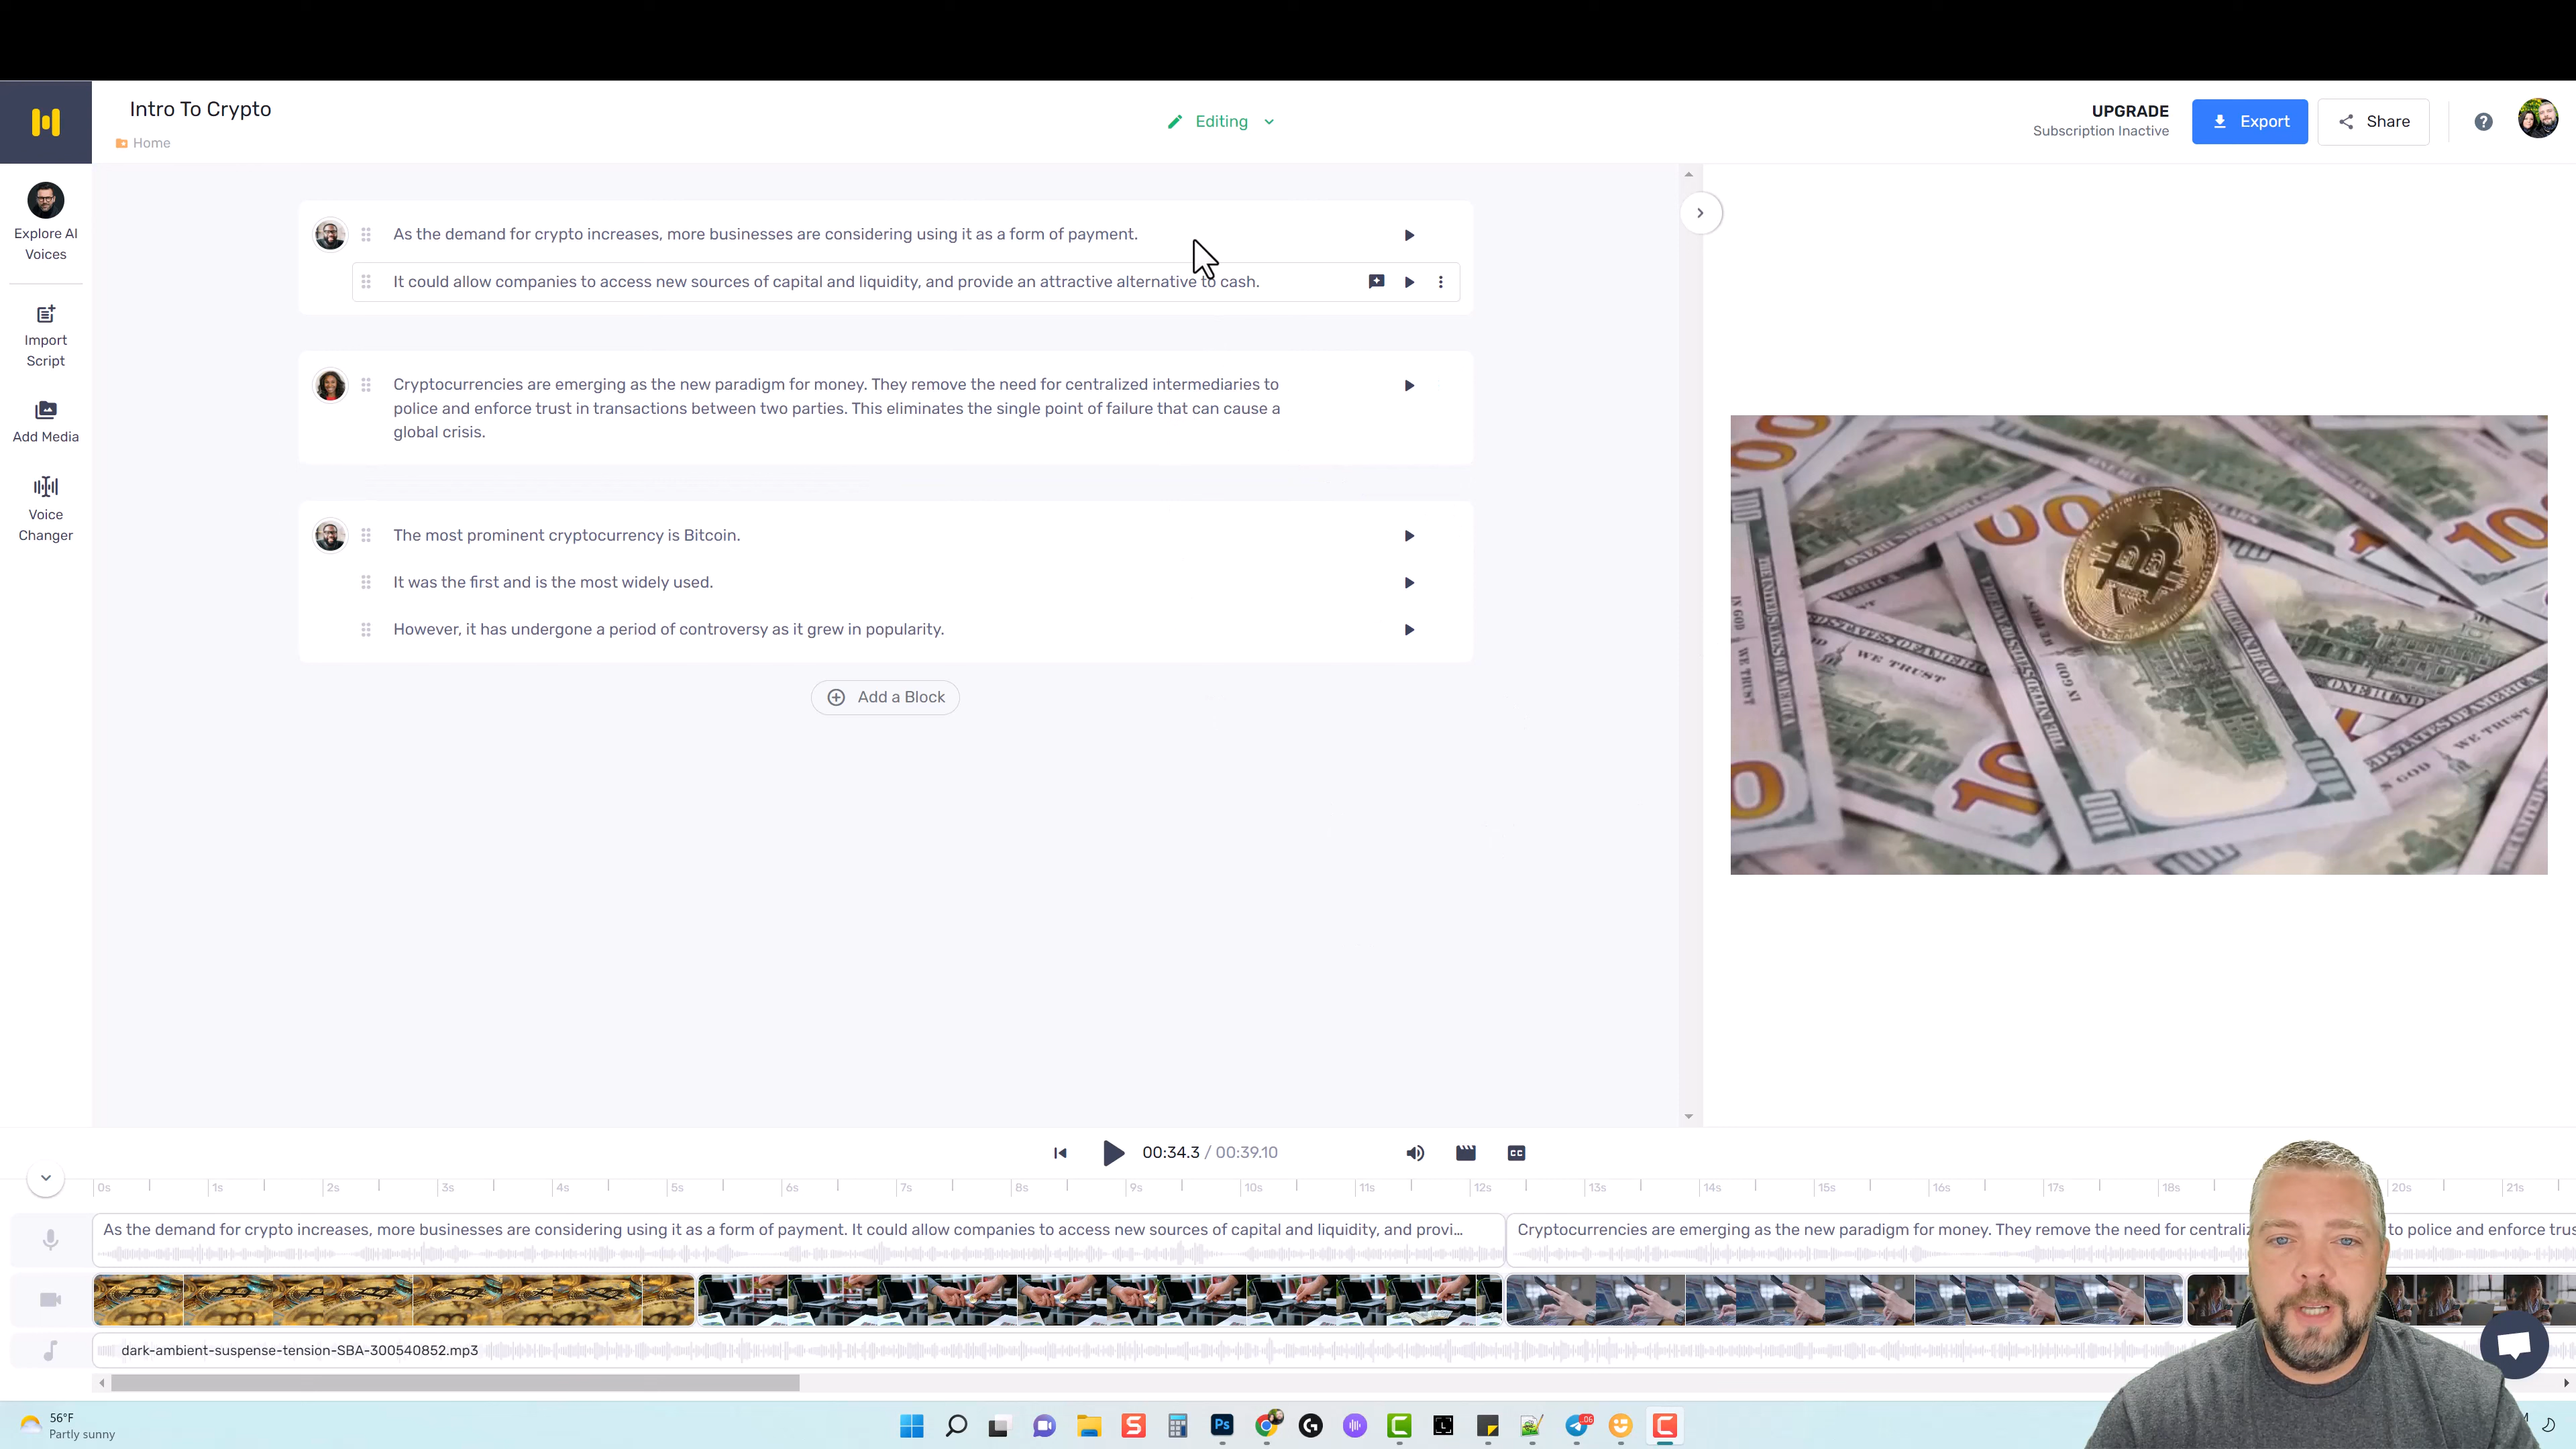 Intro To Crypto
Home
Editing
UPGRADE
Subscription Inactive
Export
Share
Explore AI
Voices
Import
Script
Add Media
Voice
Changer
As the demand for crypto increases, more businesses are considering using it as a form of payment.
It could allow companies to access new sources of capital and liquidity, and provide an attractive alternative to cash.
Cryptocurrencies are emerging as the new paradigm for money. They remove the need for centralized intermediaries to
police and enforce trust in transactions between two parties. This eliminates the single point of failure that can cause a
global crisis.
The most prominent cryptocurrency is Bitcoin.
It was the first and is the most widely used.
However, it has undergone a period of controversy as it grew in popularity.
Add a Block
WE TRUST
IN GOD
WE TRUST
00:34.3 / 00:39.10
CC
0s 1s 2s 3s 4s 5s 6s 7s 8s 9s 10s 11s 12s 13s 14s 15s 16s 17s 18s 20s 21s
As the demand for crypto increases, more businesses are considering using it as a form of payment. It could allow companies to access new sources of capital and liquidity, and provi...
Cryptocurrencies are emerging as the new paradigm for money. They remove the need for centraliz
to police and enforce trus
dark-ambient-suspense-tension-SBA-300540852.mp3
56°F
Partly sunny
Ps
.06